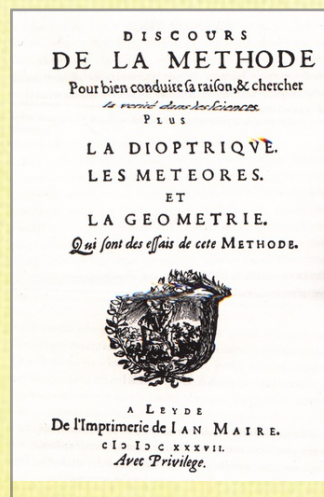 DISCOURS
DE LA METHODE
Pour bien conduire sa raison, & chercher
la verité dans les sciences.
PLUS
LA DIOPTRIQVE.
LES METEORES.
ET
LA GEOMETRIE.
Qui sont des essais de cete METHODE.
A LEYDE
De l'Imprimerie de IAN MAIRE.
cIↃ IↃ c xxxvii.
Avec Privilege.